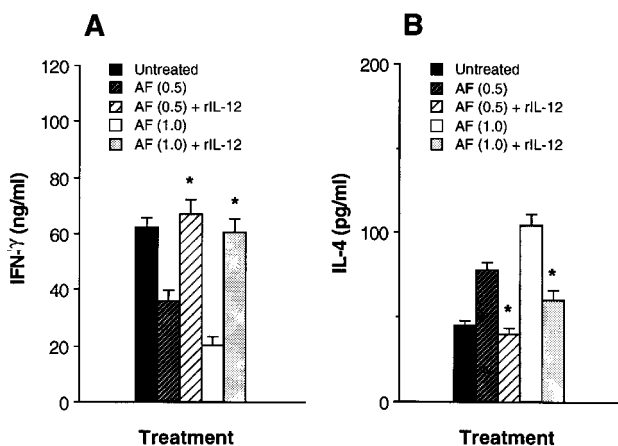 A
120
100
80
60
40
20
0
IFN-γ (ng/ml)
Untreated
AF (0.5)
AF (0.5) + rIL-12
AF (1.0)
AF (1.0) + rIL-12
*
*
Treatment
B
200
100
0
IL-4 (pg/ml)
Untreated
AF (0.5)
AF (0.5) + rIL-12
AF (1.0)
AF (1.0) + rIL-12
*
*
Treatment